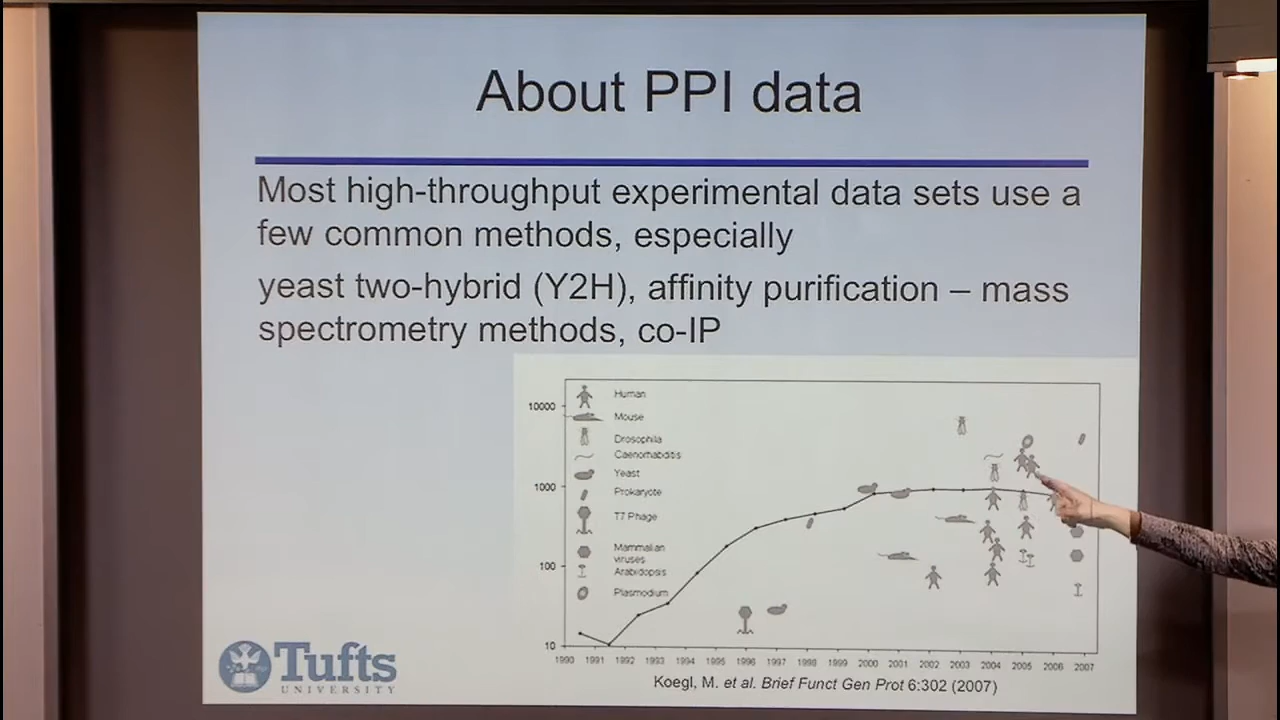 About PPI data
Most high-throughput experimental data sets use a
few common methods, especially
yeast two-hybrid (Y2H), affinity purification – mass
spectrometry methods, co-IP
10000
1000
100
10
Human
Mouse
Drosophila
Caenorhabditis
Yeast
Prokaryote
T7 Phage
Mammalian
viruses
Arabidopsis
Plasmodium
1990 1991 1992 1993 1994 1995 1996 1997 1998 1999 2000 2001 2002 2003 2004 2005 2006 2007
Koegl, M. et al. Brief Funct Gen Prot 6:302 (2007)
Tufts
UNIVERSITY